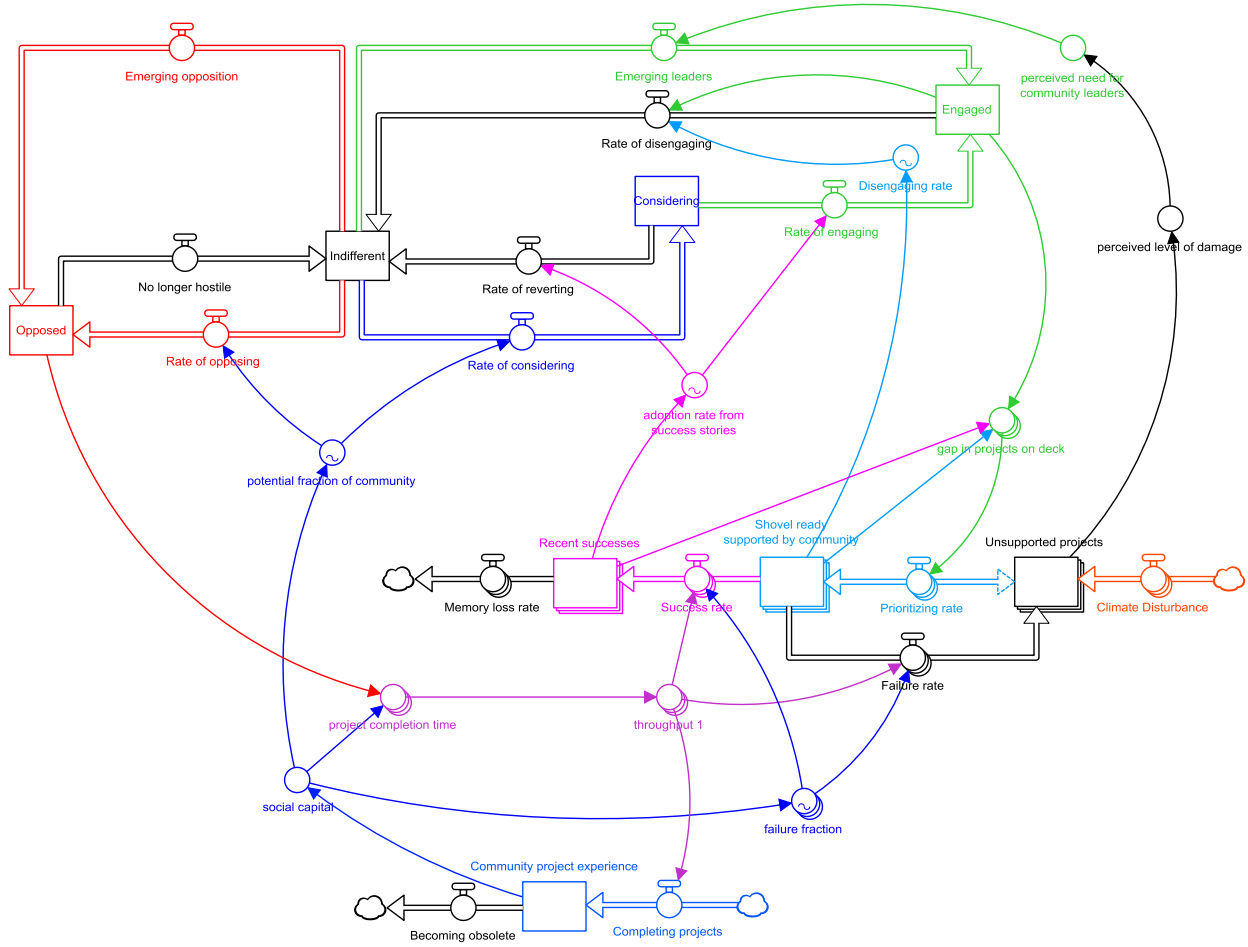 Emerging opposition
Emerging leaders
perceived need for
community leaders
Engaged
Rate of disengaging
Disengaging rate
Considering
Rate of engaging
perceived level of damage
Indifferent
No longer hostile
Rate of reverting
Opposed
Rate of opposing
Rate of considering
adoption rate from
success stories
gap in projects on deck
potential fraction of community
Shovel ready
supported by community
Recent successes
Unsupported projects
Memory loss rate
Success rate
Prioritizing rate
Climate Disturbance
Failure rate
project completion time
throughput 1
social capital
failure fraction
Community project experience
Becoming obsolete
Completing projects